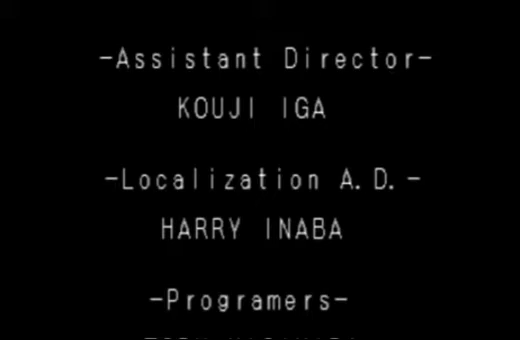 -Assistant Director-
KOUJI IGA
-Localization A.D.-
HARRY INABA
-Programers-